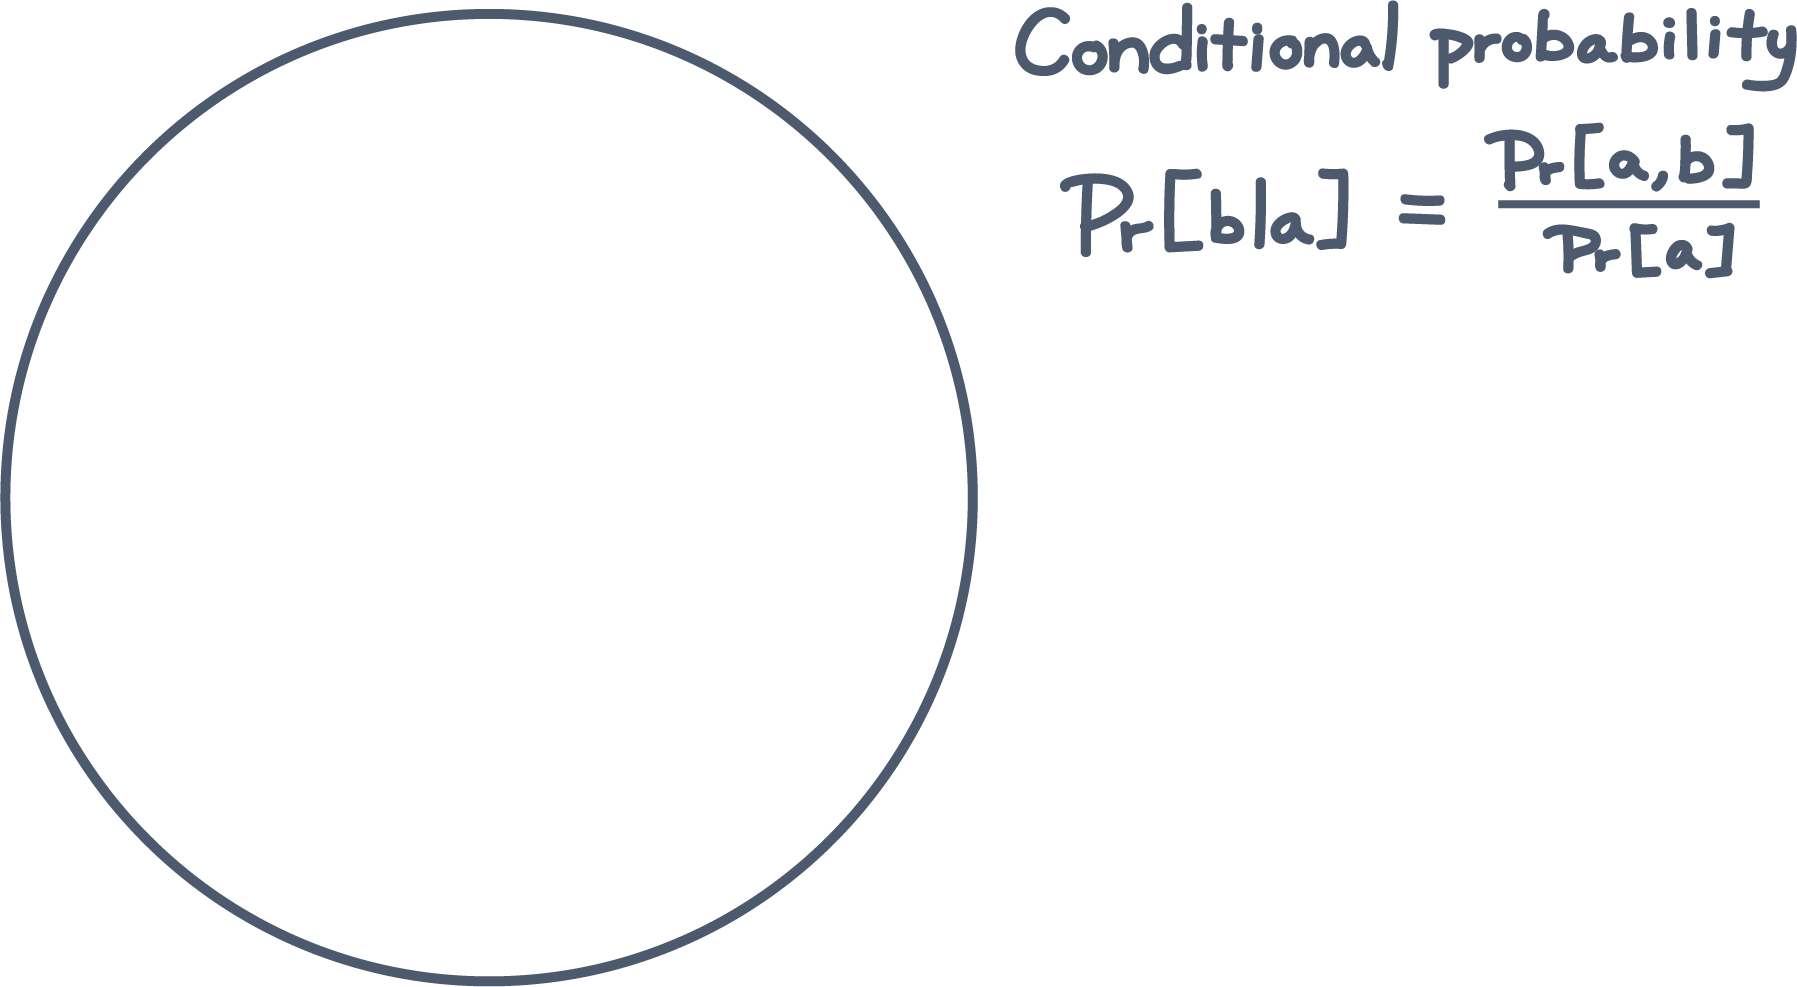 Conditional probability
Pr[b|a] = Pr[a,b]
Pr[a]